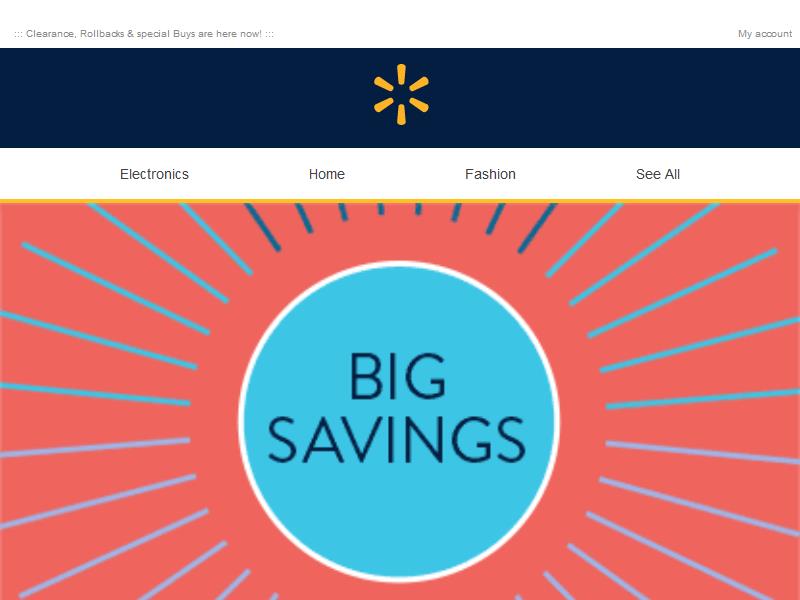 ::: Clearance, Rollbacks & special Buys are here now! :::
My account
Electronics
Home
Fashion
See All
BIG
SAVINGS